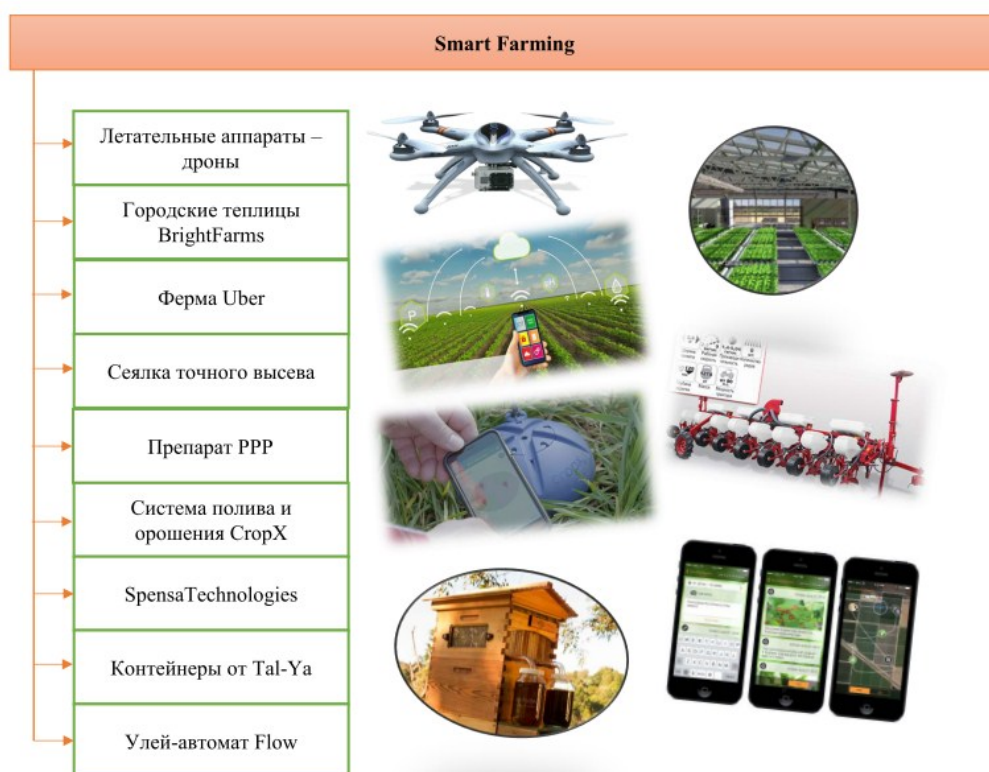 Smart Farming
Летательные аппараты –
дроны
Городские теплицы
BrightFarms
Ферма Uber
Сеялка точного высева
Препарат PPP
Система полива и
орошения CropX
SpensaTechnologies
Контейнеры от Tal-Ya
Улей-автомат Flow